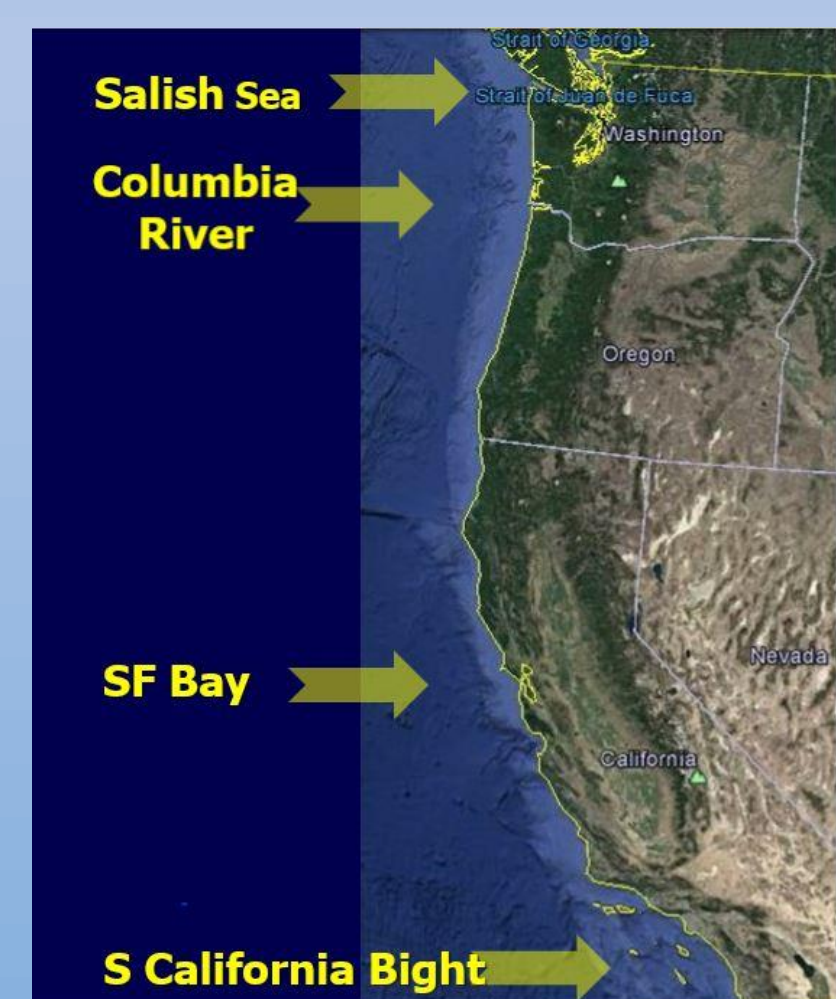 Strait of Georgia
Salish Sea
Strait of Juan de Fuca
Washington
Columbia
River
Oregon
SF Bay
Nevada
California
S California Bight